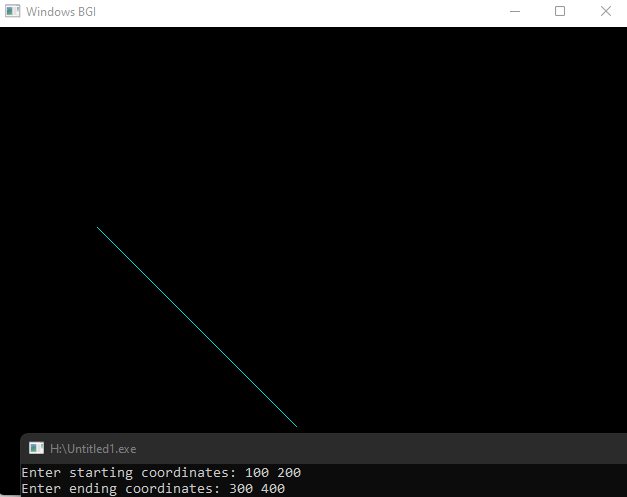 Windows BGI
H:\Untitled1.exe
Enter starting coordinates: 100 200
Enter ending coordinates: 300 400